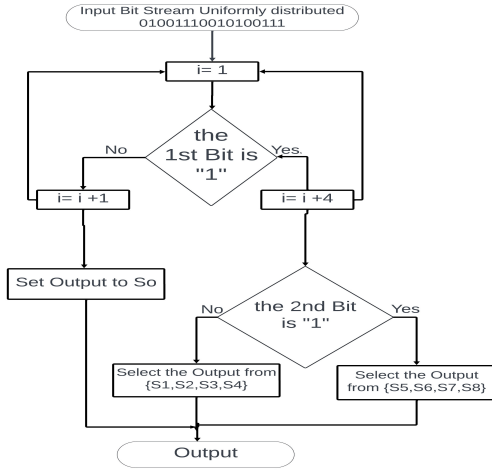 Input Bit Stream Uniformly distributed
01001110010100111
i= 1
the
1st Bit is
"1"
No
Yes.
i= i +1
i= i +4
Set Output to So
the 2nd Bit
is "1"
No
Yes
Select the Output from
{S1,S2,S3,S4}
Select the Output
from {S5,S6,S7,S8}
Output